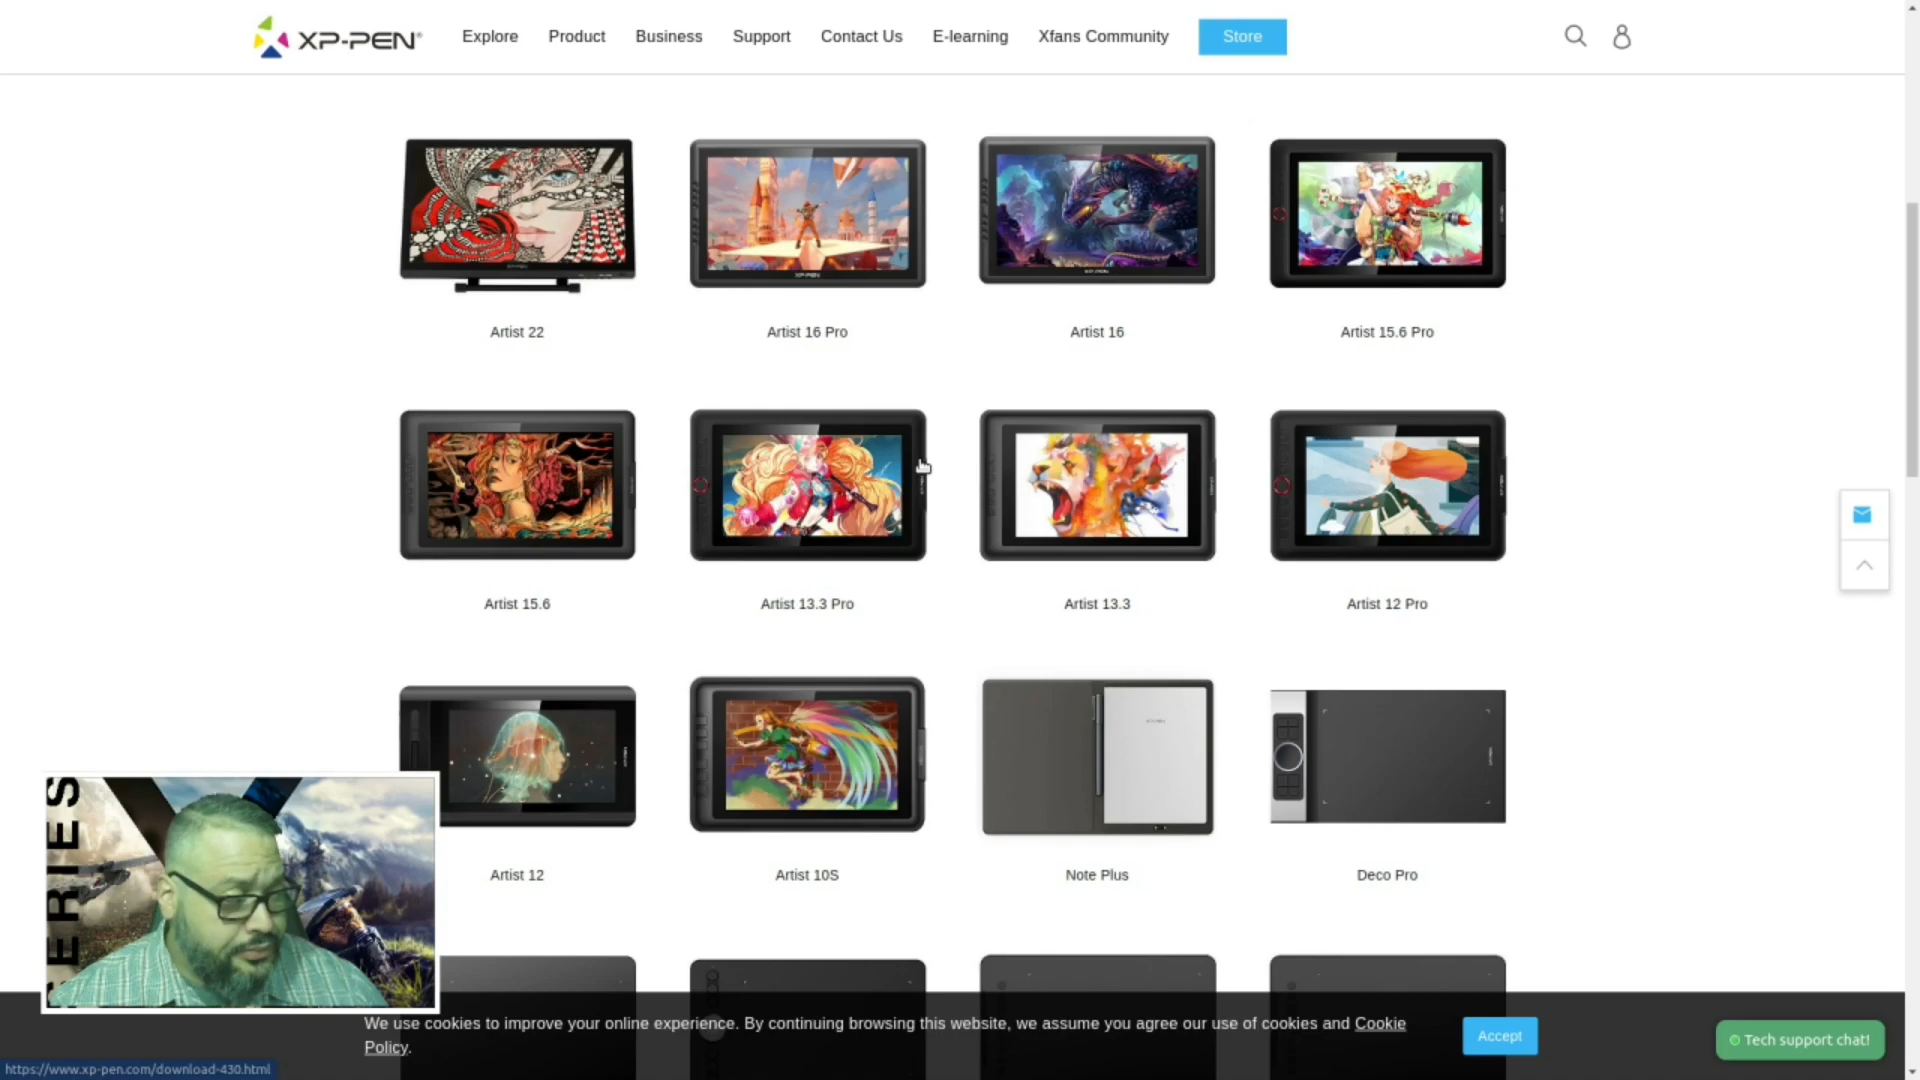 XP-PEN®
Explore Product Business Support Contact Us E-learning Xfans Community Store
Artist 22 Artist 16 Pro Artist 16 Artist 15.6 Pro
Artist 15.6 Artist 13.3 Pro Artist 13.3 Artist 12 Pro
Artist 12 Artist 10S Note Plus Deco Pro
SERIES
We use cookies to improve your online experience. By continuing browsing this website, we assume you agree our use of cookies and Cookie
Policy.
Accept
Tech support chat!
https://www.xp-pen.com/download-430.html